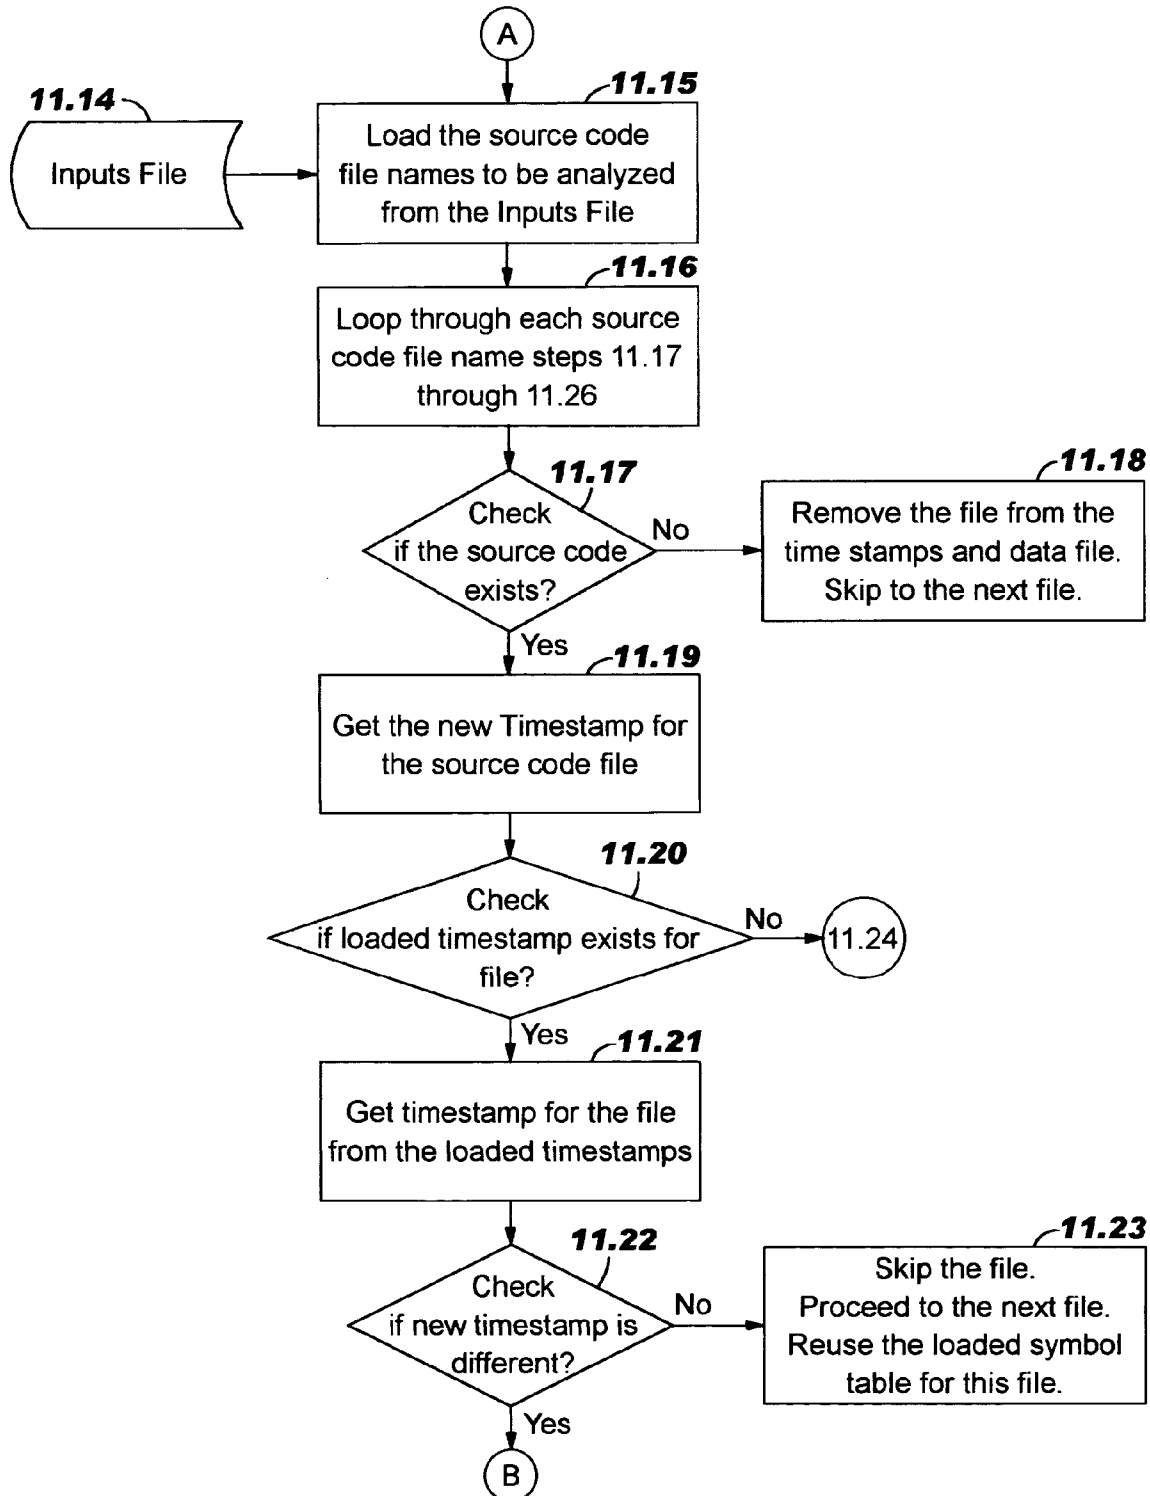 A
11.15
11.14
Load the source code
file names to be analyzed
from the Inputs File
Inputs File
11.16
Loop through each source
code file name steps 11.17
through 11.26
11.17
Check
if the source code
exists?
No
11.18
Remove the file from the
time stamps and data file.
Skip to the next file.
Yes
11.19
Get the new Timestamp for
the source code file
11.20
Check
if loaded timestamp exists for
file?
No
11.24
Yes
11.21
Get timestamp for the file
from the loaded timestamps
11.22
Check
if new timestamp is
different?
No
11.23
Skip the file.
Proceed to the next file.
Reuse the loaded symbol
table for this file.
Yes
B